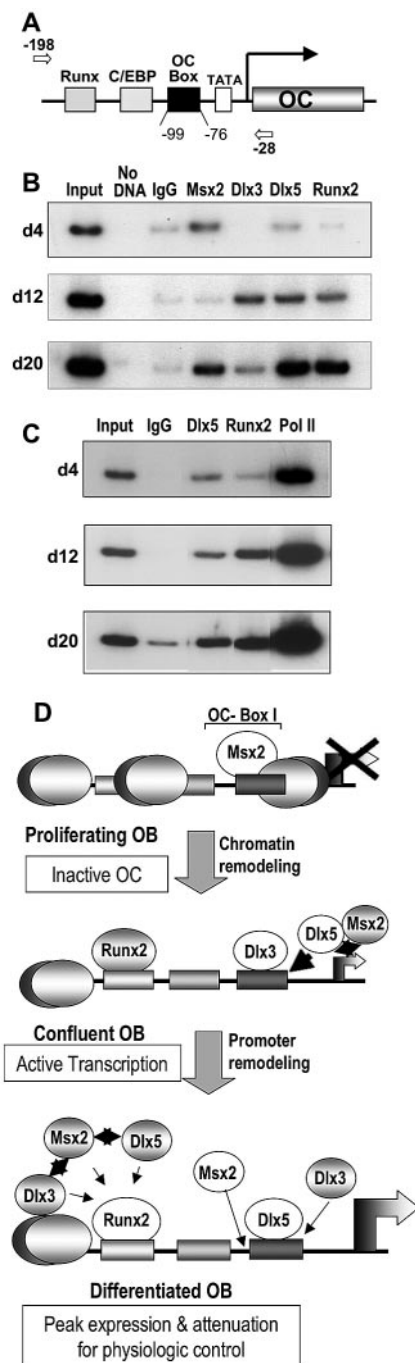 A
-198
Runx C/EBP OC Box TATA
OC
-99 -76
-28
B
Input No DNA IgG Msx2 Dlx3 Dlx5 Runx2
d4
d12
d20
C
Input IgG Dlx5 Runx2 Pol II
d4
d12
d20
D
OC- Box I
Msx2
Proliferating OB
Chromatin
remodeling
Inactive OC
Runx2 Dlx3 Dlx5 Msx2
Confluent OB
Promoter
remodeling
Active Transcription
Msx2 Dlx5
Msx2
Dlx3
Dlx3
Runx2 Dlx5
Differentiated OB
Peak expression & attenuation
for physiologic control